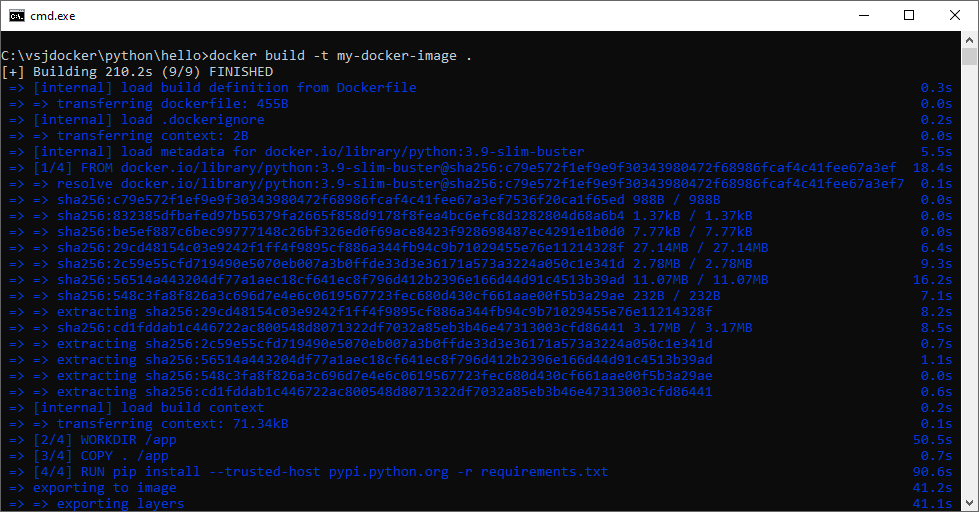 cmd.exe
C:\vsjdocker\python\hello>docker build -t my-docker-image .
[+] Building 210.2s (9/9) FINISHED
=> [internal] load build definition from Dockerfile 0.3s
=> => transferring dockerfile: 455B 0.0s
=> [internal] load .dockerignore 0.2s
=> => transferring context: 2B 0.0s
=> [internal] load metadata for docker.io/library/python:3.9-slim-buster 5.5s
=> [1/4] FROM docker.io/library/python:3.9-slim-buster@sha256:c79e572f1ef9e9f30343980472f68986fcaf4c41fee67a3ef 18.4s
=> => resolve docker.io/library/python:3.9-slim-buster@sha256:c79e572f1ef9e9f30343980472f68986fcaf4c41fee67a3ef7 0.1s
=> => sha256:c79e572f1ef9e9f30343980472f68986fcaf4c41fee67a3ef7536f20ca1f65ed 988B / 988B 0.0s
=> => sha256:832385dfbafed97b56379fa2665f858d9178f8fea4bc6efc8d3282804d68a6b4 1.37kB / 1.37kB 0.0s
=> => sha256:be5ef887c6bec99777148c26bf326ed0f69ace8423f928698487ec4291e1b0d0 7.77kB / 7.77kB 0.0s
=> => sha256:29cd48154c03e9242f1ff4f9895cf886a344fb94c9b71029455e76e11214328f 27.14MB / 27.14MB 6.4s
=> => sha256:2c59e55cfd719490e5070eb007a3b0ffde33d3e36171a573a3224a050c1e341d 2.78MB / 2.78MB 9.3s
=> => sha256:56514a443204df77a1aec18cf641ec8f796d412b2396e166d44d91c4513b39ad 11.07MB / 11.07MB 16.2s
=> => sha256:548c3fa8f826a3c696d7e4e6c0619567723fec680d430cf661aae00f5b3a29ae 232B / 232B 7.1s
=> => extracting sha256:29cd48154c03e9242f1ff4f9895cf886a344fb94c9b71029455e76e11214328f 8.2s
=> => sha256:cd1fddab1c446722ac800548d8071322df7032a85eb3b46e47313003cfd86441 3.17MB / 3.17MB 8.5s
=> => extracting sha256:2c59e55cfd719490e5070eb007a3b0ffde33d3e36171a573a3224a050c1e341d 0.7s
=> => extracting sha256:56514a443204df77a1aec18cf641ec8f796d412b2396e166d44d91c4513b39ad 1.1s
=> => extracting sha256:548c3fa8f826a3c696d7e4e6c0619567723fec680d430cf661aae00f5b3a29ae 0.0s
=> => extracting sha256:cd1fddab1c446722ac800548d8071322df7032a85eb3b46e47313003cfd86441 0.6s
=> [internal] load build context 0.2s
=> => transferring context: 71.34kB 0.1s
=> [2/4] WORKDIR /app 50.5s
=> [3/4] COPY . /app 0.7s
=> [4/4] RUN pip install --trusted-host pypi.python.org -r requirements.txt 90.6s
=> exporting to image 41.2s
=> => exporting layers 41.1s